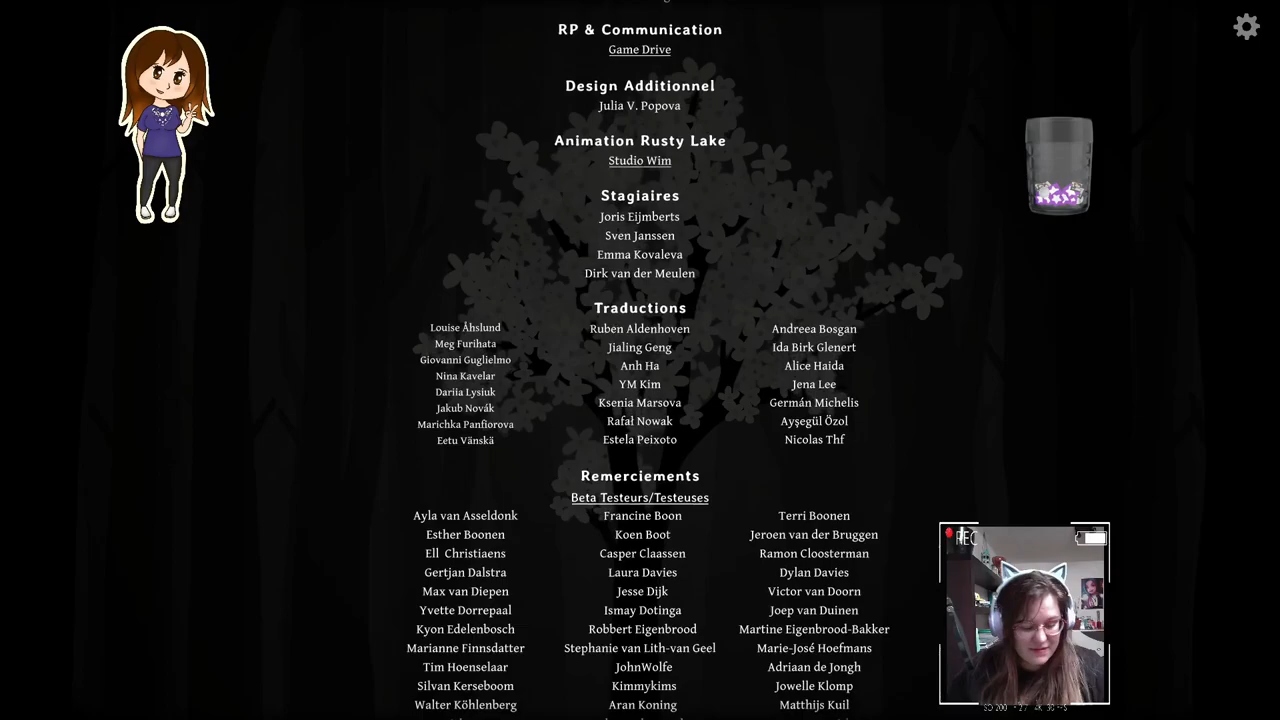 RP & Communication
Game Drive
Design Additionnel
Julia V. Popova
Animation Rusty Lake
Studio Wim
Stagiaires
Joris Eijmberts
Sven Janssen
Emma Kovaleva
Dirk van der Meulen
Traductions
Louise Åhslund
Meg Furihata
Giovanni Guglielmo
Nina Kavelar
Dariia Lysiuk
Jakub Novák
Marichka Panfiorova
Eetu Vänskä
Ruben Aldenhoven
Jialing Geng
Anh Ha
YM Kim
Ksenia Marsova
Rafał Nowak
Estela Peixoto
Andreea Bosgan
Ida Birk Glenert
Alice Haida
Jena Lee
Germán Michelis
Ayşegül Özol
Nicolas Thf
Remerciements
Beta Testeurs/Testeuses
Ayla van Asseldonk
Esther Boonen
Ell Christiaens
Gertjan Dalstra
Max van Diepen
Yvette Dorrepaal
Kyon Edelenbosch
Marianne Finnsdatter
Tim Hoenselaar
Silvan Kerseboom
Walter Köhlenberg
Francine Boon
Koen Boot
Casper Claassen
Laura Davies
Jesse Dijk
Ismay Dotinga
Robbert Eigenbrood
Stephanie van Lith-van Geel
JohnWolfe
Kimmykims
Aran Koning
Terri Boonen
Jeroen van der Bruggen
Ramon Cloosterman
Dylan Davies
Victor van Doorn
Joep van Duinen
Martine Eigenbrood-Bakker
Marie-José Hoefmans
Adriaan de Jongh
Jowelle Klomp
Matthijs Kuil
REC